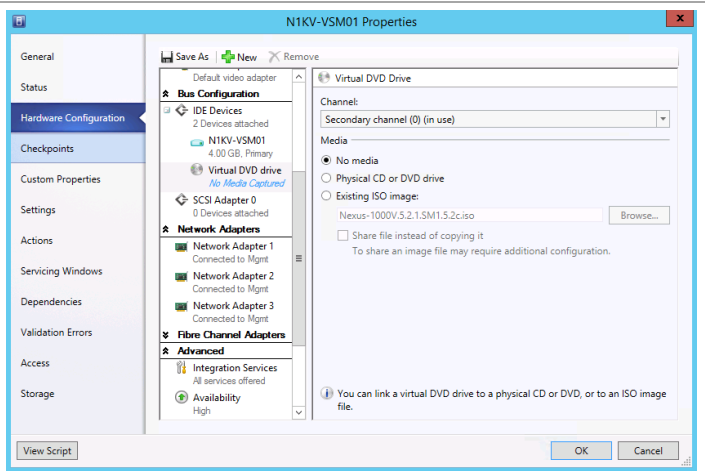 N1KV-VSM01 Properties
x
General
Status
Hardware Configuration
Checkpoints
Custom Properties
Settings
Actions
Servicing Windows
Dependencies
Validation Errors
Access
Storage
Save As
New
Remove
Default video adapter
Bus Configuration
IDE Devices
2 Devices attached
N1KV-VSM01
4.00 GB, Primary
Virtual DVD drive
No Media Captured
SCSI Adapter 0
0 Devices attached
Network Adapters
Network Adapter 1
Connected to Mgmt
Network Adapter 2
Connected to Mgmt
Network Adapter 3
Connected to Mgmt
Fibre Channel Adapters
Advanced
Integration Services
All services offered
Availability
High
Virtual DVD Drive
Channel:
Secondary channel (0) (in use)
Media
No media
Physical CD or DVD drive
Existing ISO image:
Nexus-1000V.5.2.1.SM1.5.2c.iso
Browse...
Share file instead of copying it
To share an image file may require additional configuration.
You can link a virtual DVD drive to a physical CD or DVD, or to an ISO image
file.
View Script
OK
Cancel